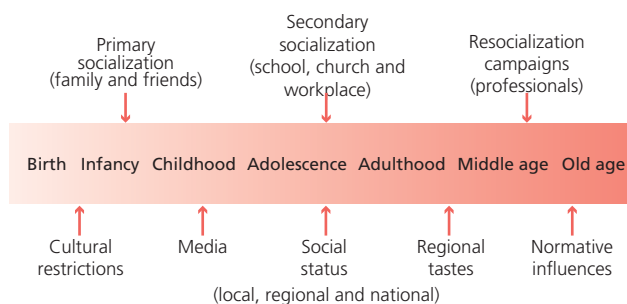 Primary
socialization
(family and friends)
Secondary
socialization
(school, church and
workplace)
Resocialization
campaigns
(professionals)
Birth Infancy Childhood Adolescence Adulthood Middle age Old age
Cultural
restrictions
Media
Social
status
Regional
tastes
Normative
influences
(local, regional and national)